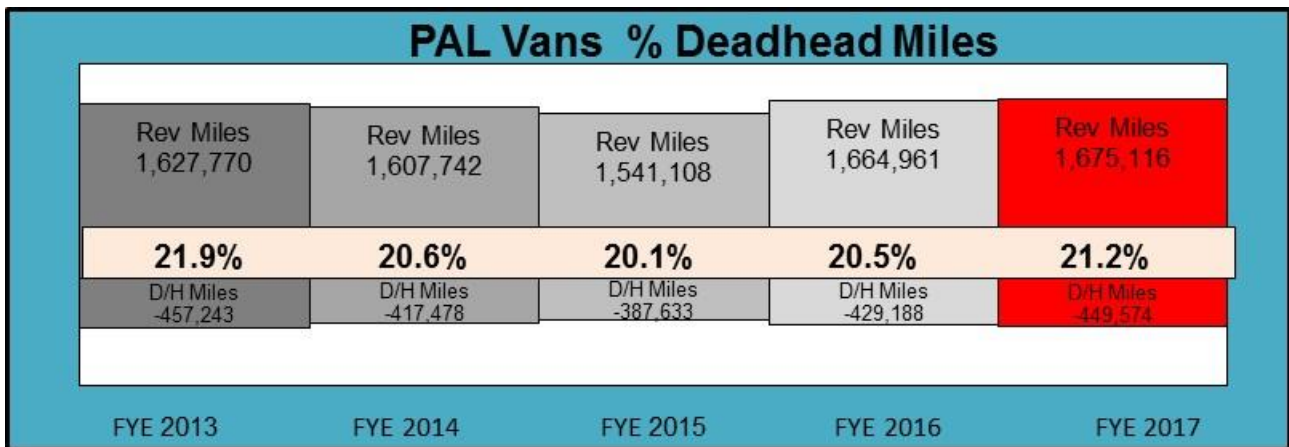 PAL Vans % Deadhead Miles
Rev Miles
1,627,770
Rev Miles
1,607,742
Rev Miles
1,541,108
Rev Miles
1,664,961
Rev Miles
1,675,116
21.9%
20.6%
20.1%
20.5%
21.2%
D/H Miles
-457,243
D/H Miles
-417,478
D/H Miles
-387,633
D/H Miles
-429,188
D/H Miles
-449,574
FYE 2013
FYE 2014
FYE 2015
FYE 2016
FYE 2017